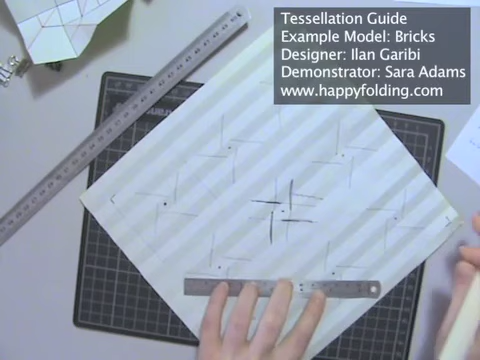 Tessellation Guide
Example Model: Bricks
Designer: Ilan Garibi
Demonstrator: Sara Adams
www.happyfolding.com